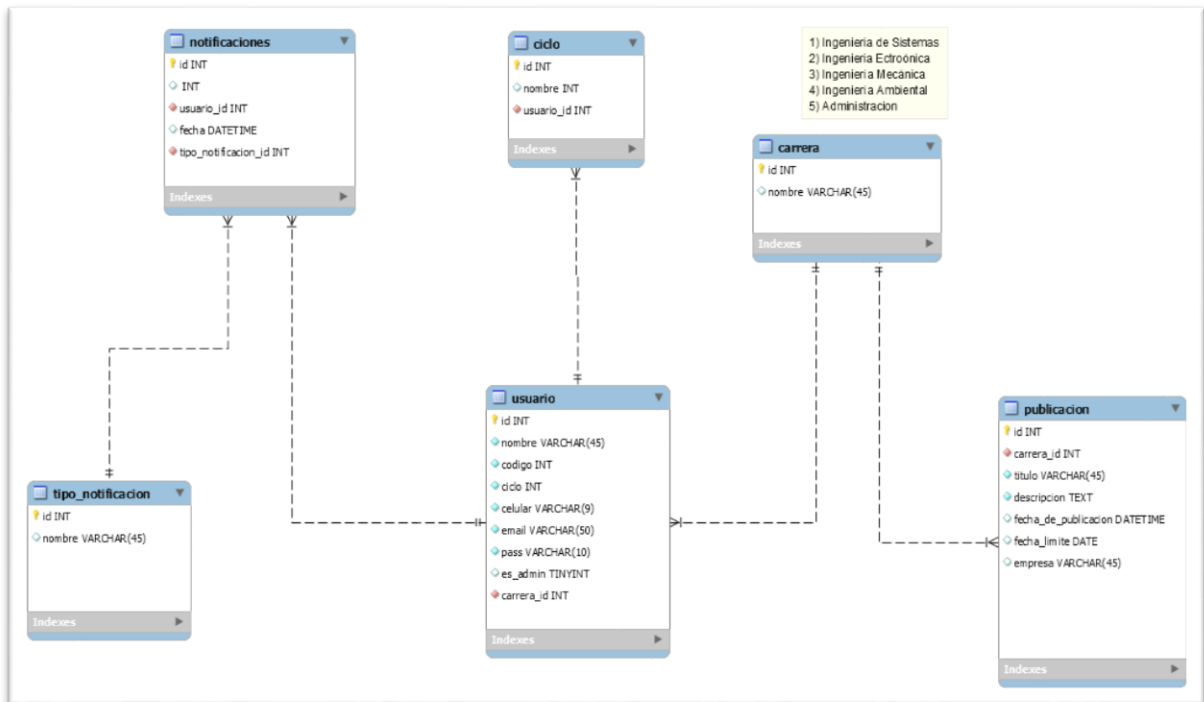 notificaciones
id INT
INT
usuario_id INT
fecha DATETIME
tipo_notificacion_id INT
Indexes
ciclo
id INT
nombre INT
usuario_id INT
Indexes
1) Ingenieria de Sistemas
2) Ingenieria Ectroónica
3) Ingeniería Mecánica
4) Ingeniería Ambiental
5) Administracion
carrera
id INT
nombre VARCHAR(45)
Indexes
tipo_notificacion
id INT
nombre VARCHAR(45)
Indexes
usuario
id INT
nombre VARCHAR(45)
codigo INT
ciclo INT
celular VARCHAR(9)
email VARCHAR(50)
pass VARCHAR(10)
es_admin TINYINT
carrera_id INT
Indexes
publicacion
id INT
carrera_id INT
titulo VARCHAR(45)
descripcion TEXT
fecha_de_publicacion DATETIME
fecha_limite DATE
empresa VARCHAR(45)
Indexes